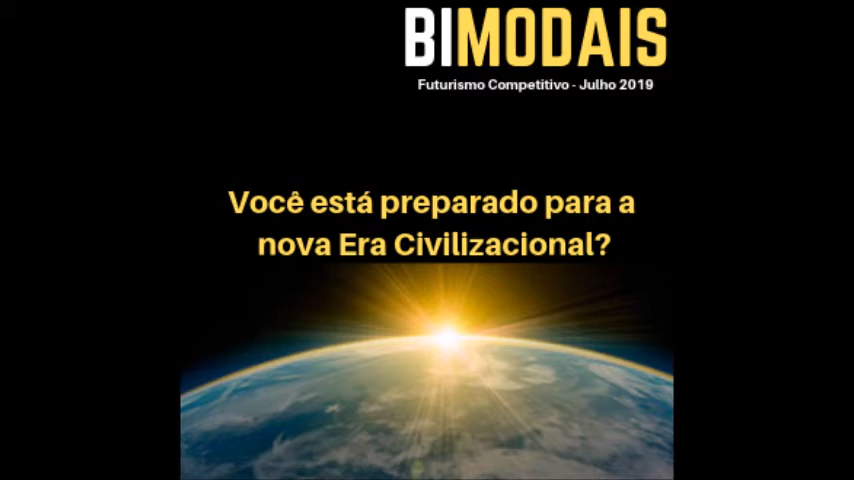 BIMODAIS
Futurismo Competitivo - Julho 2019
Você está preparado para a
nova Era Civilizacional?